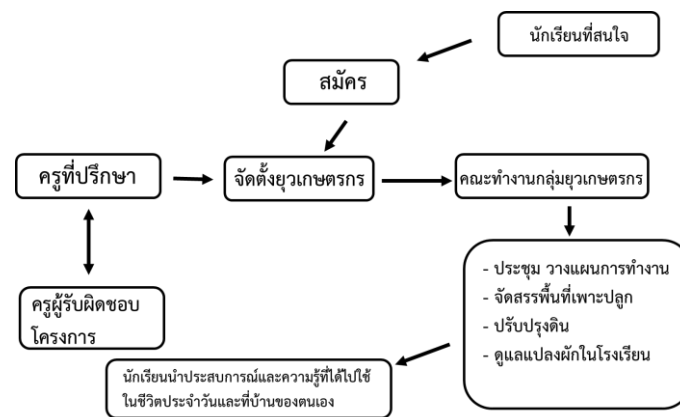 นักเรียนที่สนใจ
สมัคร
ครูที่ปรึกษา
จัดตั้งยุวเกษตรกร
คณะทำงานกลุ่มยุวเกษตรกร
- ประชุม วางแผนการทำงาน
- จัดสรรพื้นที่เพาะปลูก
- ปรับปรุงดิน
- ดูแลแปลงผักในโรงเรียน
ครูผู้รับผิดชอบ
โครงการ
นักเรียนนำประสบการณ์และความรู้ที่ได้ไปใช้
ในชีวิตประจำวันและที่บ้านของตนเอง